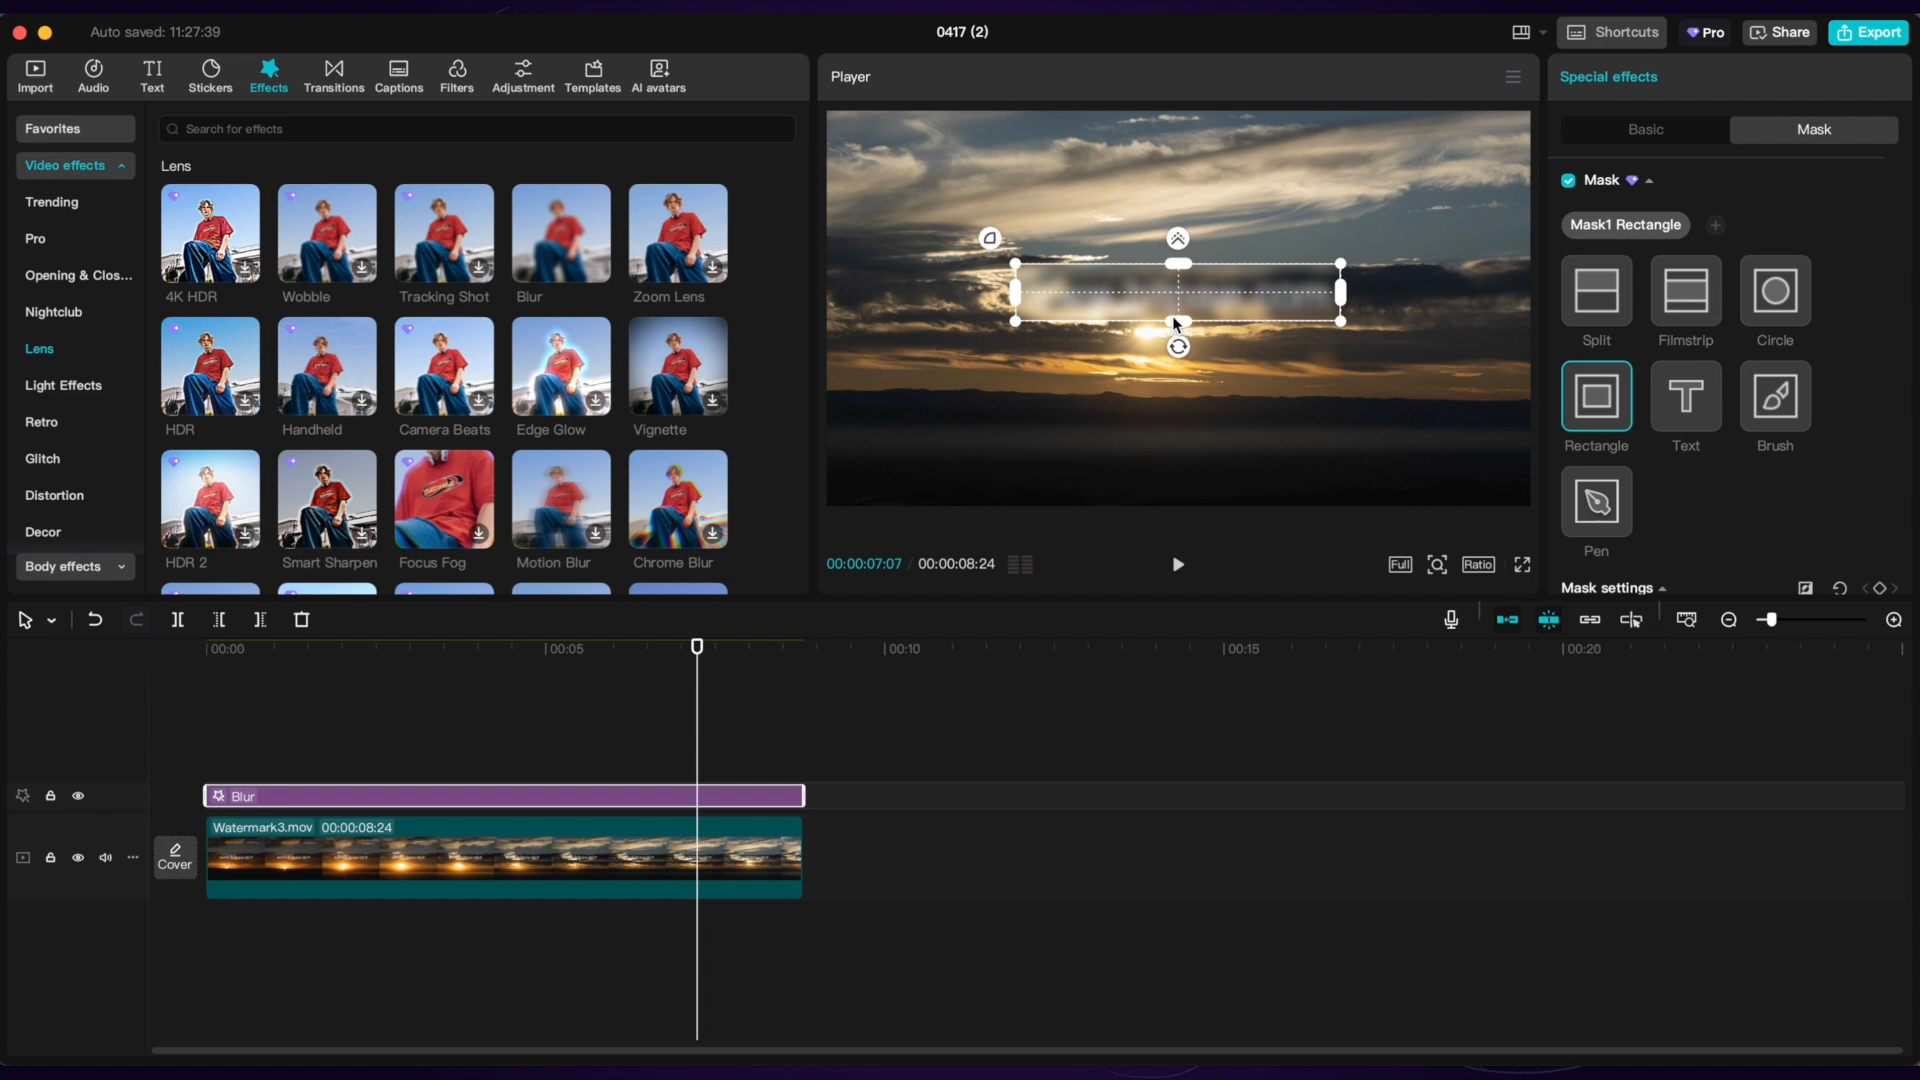 Auto saved: 11:27:39
0417 (2)
Shortcuts
Pro
Share
Export
Import
Audio
TI
Text
Stickers
Effects
Transitions
Captions
Filters
Adjustment
Templates
AI avatars
Player
Special effects
Favorites
Search for effects
Basic
Mask
Video effects
Lens
Mask
Trending
Pro
Opening & Clos...
Nightclub
Lens
Light Effects
Retro
Glitch
Distortion
Decor
Body effects
4K HDR
Wobble
Tracking Shot
Blur
Zoom Lens
HDR
Handheld
Camera Beats
Edge Glow
Vignette
HDR 2
Smart Sharpen
Focus Fog
Motion Blur
Chrome Blur
Mask1 Rectangle
Split
Filmstrip
Circle
Rectangle
Text
Brush
Pen
Mask settings
00:00:07:07 / 00:00:08:24
Full
Ratio
00:00
00:05
00:10
00:15
00:20
Blur
Watermark3.mov 00:00:08:24
Cover